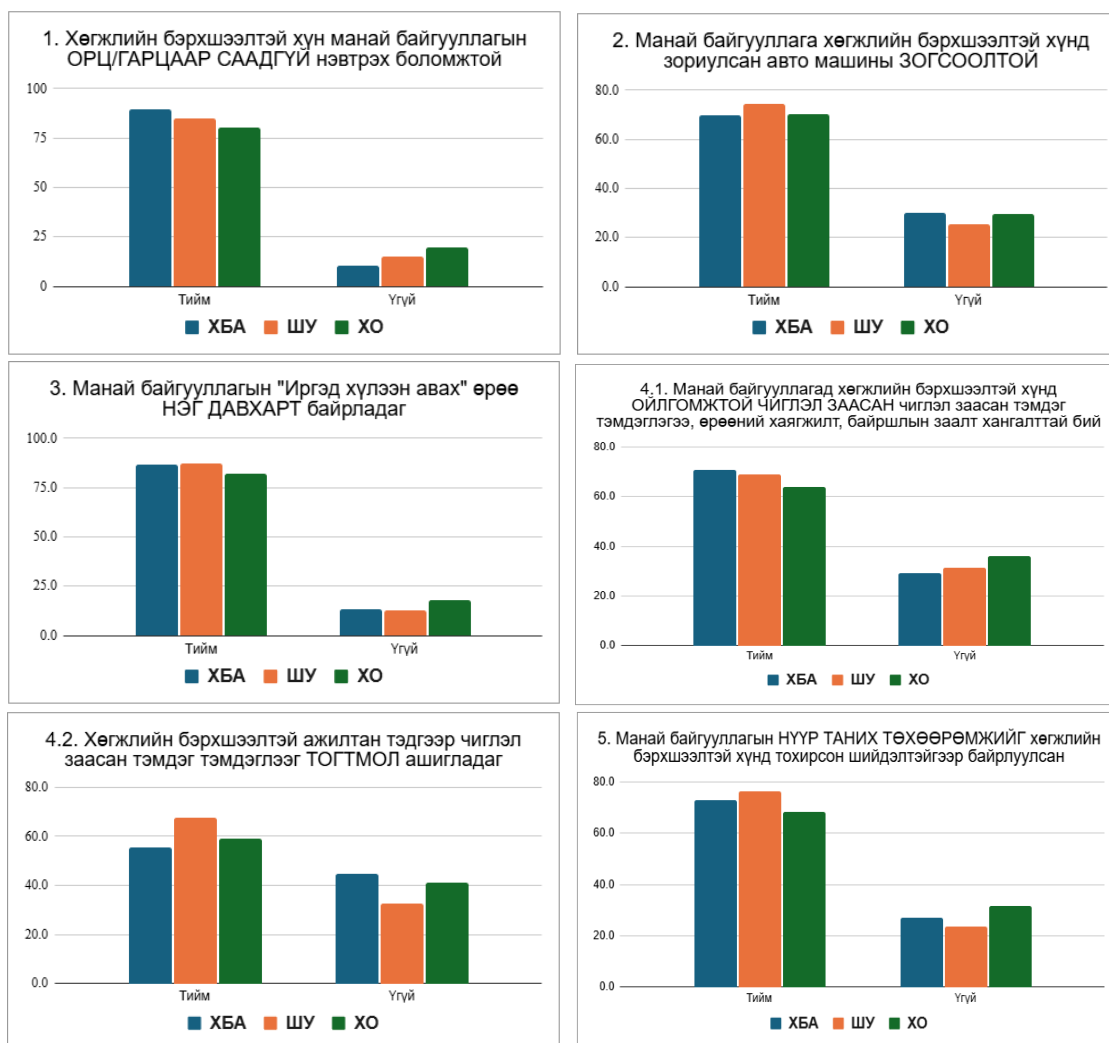 1. Хөгжлийн бэрхшээлтэй хүн манай байгууллагын
ОРЦ/ГАРЦААР СААДГҮЙ нэвтрэх боломжтой
100
75
50
25
0
Тийм
Үгүй
ХБА ШУ ХО
2. Манай байгууллага хөгжлийн бэрхшээлтэй хүнд
зориулсан авто машины ЗОГСООЛТОЙ
80.0
60.0
40.0
20.0
0.0
Тийм
Үгүй
ХБА ШУ ХО
3. Манай байгууллагын "Иргэд хүлээн авах" өрөө
НЭГ ДАВХАРТ байрладаг
100.0
75.0
50.0
25.0
0.0
Тийм
Үгүй
ХБА ШУ ХО
4.1. Манай байгууллагад хөгжлийн бэрхшээлтэй хүнд
ОЙЛГОМЖТОЙ ЧИГЛЭЛ ЗААСАН чиглэл заасан тэмдэг
тэмдэглэгээ, өрөөний хаягжилт, байршлын заалт хангалттай бий
80.0
60.0
40.0
20.0
0.0
Тийм
Үгүй
ХБА ШУ ХО
4.2. Хөгжлийн бэрхшээлтэй ажилтан тэдгээр чиглэл
заасан тэмдэг тэмдэглээг ТОГТМОЛ ашигладаг
80.0
60.0
40.0
20.0
0.0
Тийм
Үгүй
ХБА ШУ ХО
5. Манай байгууллагын НҮҮР ТАНИХ ТӨХӨӨРӨМЖИЙГ хөгжлийн
бэрхшээлтэй хүнд тохирсон шийдэлтэйгээр байрлуулсан
80.0
60.0
40.0
20.0
0.0
Тийм
Үгүй
ХБА ШУ ХО